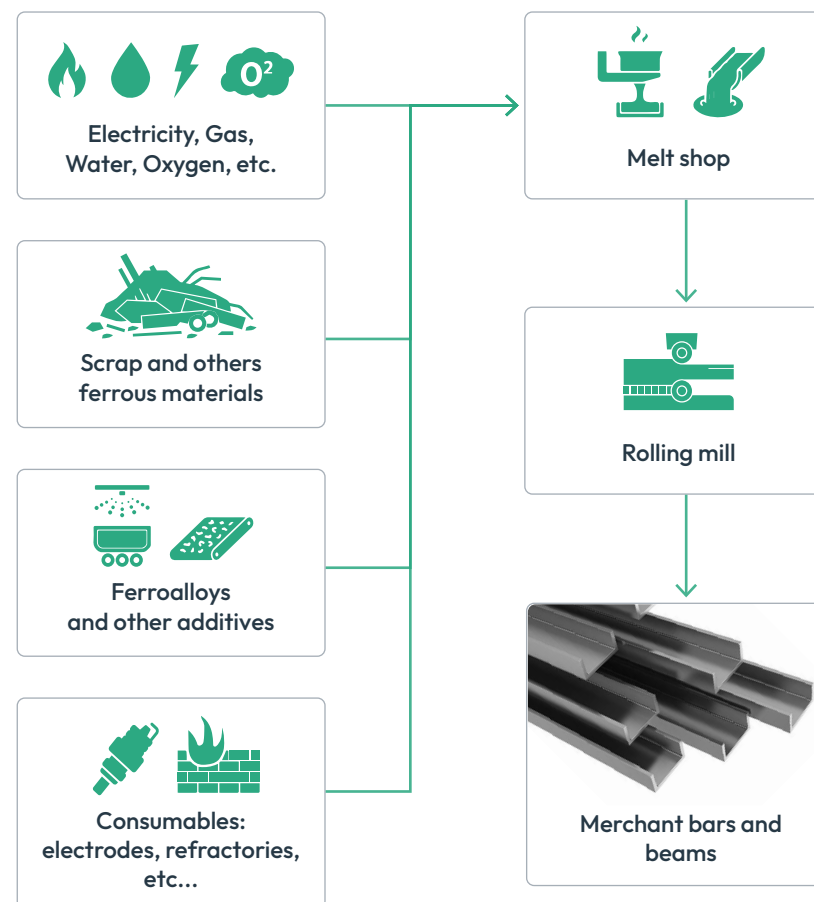 O²
Electricity, Gas,
Water, Oxygen, etc.
Scrap and others
ferrous materials
Ferroalloys
and other additives
Consumables:
electrodes, refractories,
etc...
Melt shop
Rolling mill
Merchant bars and
beams